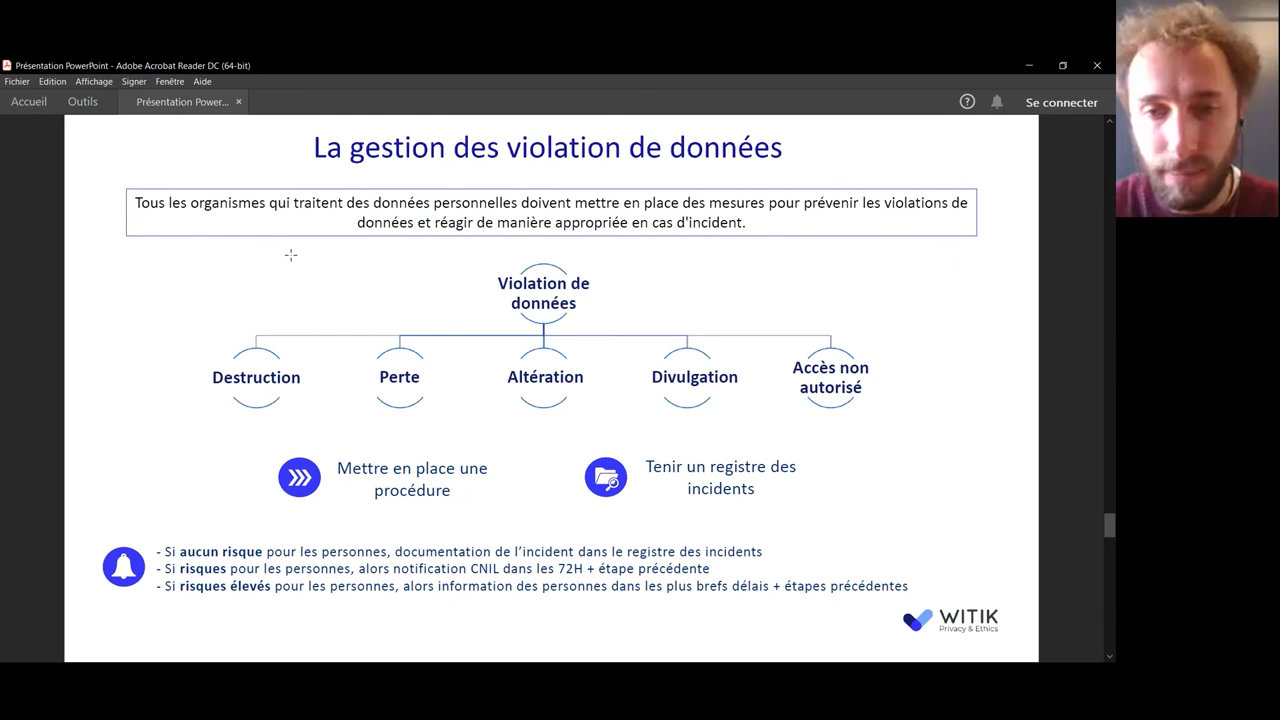 Présentation PowerPoint - Adobe Acrobat Reader DC (64-bit)
Fichier Edition Affichage Signer Fenêtre Aide
Accueil Outils Présentation Power... × Se connecter
La gestion des violation de données
Tous les organismes qui traitent des données personnelles doivent mettre en place des mesures pour prévenir les violations de
données et réagir de manière appropriée en cas d'incident.
Violation de
données
Destruction
Perte
Altération
Divulgation
Accès non
autorisé
Mettre en place une
procédure
Tenir un registre des
incidents
- Si aucun risque pour les personnes, documentation de l'incident dans le registre des incidents
- Si risques pour les personnes, alors notification CNIL dans les 72H + étape précédente
- Si risques élevés pour les personnes, alors information des personnes dans les plus brefs délais + étapes précédentes
WITIK
Privacy & Ethics